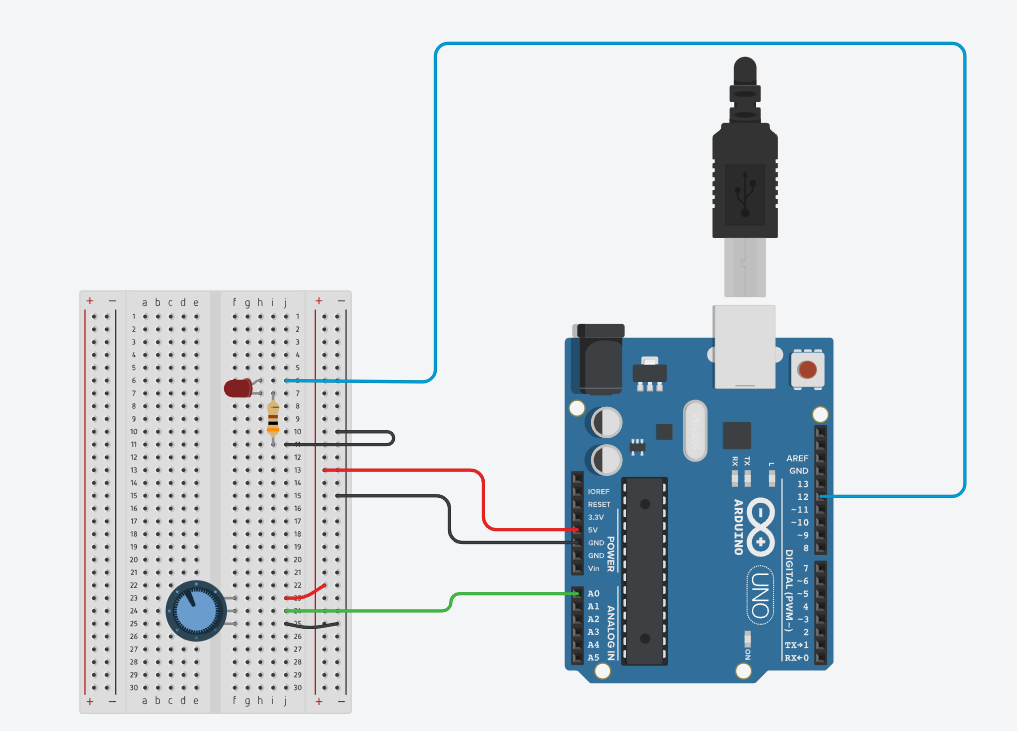 + − a b c d e f g h i j + −
1 1
2 2
3 3
4 4
5 5
6 6
7 7
8 8
9 9
10 10
11 11
12 12
13 13
14 14
15 15
16 16
17 17
18 18
19 19
20 20
21 21
22 22
23 23
24 24
25 25
26 26
27 27
28 28
29 29
30 30
+ − a b c d e f g h i j + −
IOREF
RESET
3.3V
5V
GND
GND
Vin
POWER
A0
A1
A2
A3
A4
A5
ANALOG IN
RX
TX
L
ARDUINO
UNO
ON
AREF
GND
13
12
~11
~10
~9
8
7
~6
~5
4
~3
2
TX→1
RX←0
DIGITAL (PWM~)